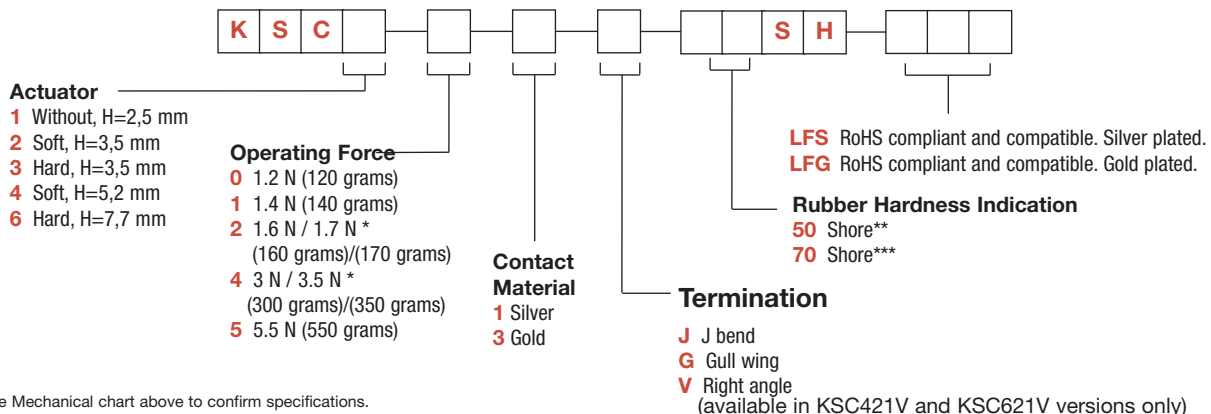 K S C S H
Actuator
1 Without, H=2,5 mm
2 Soft, H=3,5 mm
3 Hard, H=3,5 mm
4 Soft, H=5,2 mm
6 Hard, H=7,7 mm
Operating Force
0 1.2 N (120 grams)
1 1.4 N (140 grams)
2 1.6 N / 1.7 N *
(160 grams)/(170 grams)
4 3 N / 3.5 N *
(300 grams)/(350 grams)
5 5.5 N (550 grams)
Contact
Material
1 Silver
3 Gold
Termination
J J bend
G Gull wing
V Right angle
(available in KSC421V and KSC621V versions only)
Rubber Hardness Indication
50 Shore**
70 Shore***
LFS RoHS compliant and compatible. Silver plated.
LFG RoHS compliant and compatible. Gold plated.
e Mechanical chart above to confirm specifications.